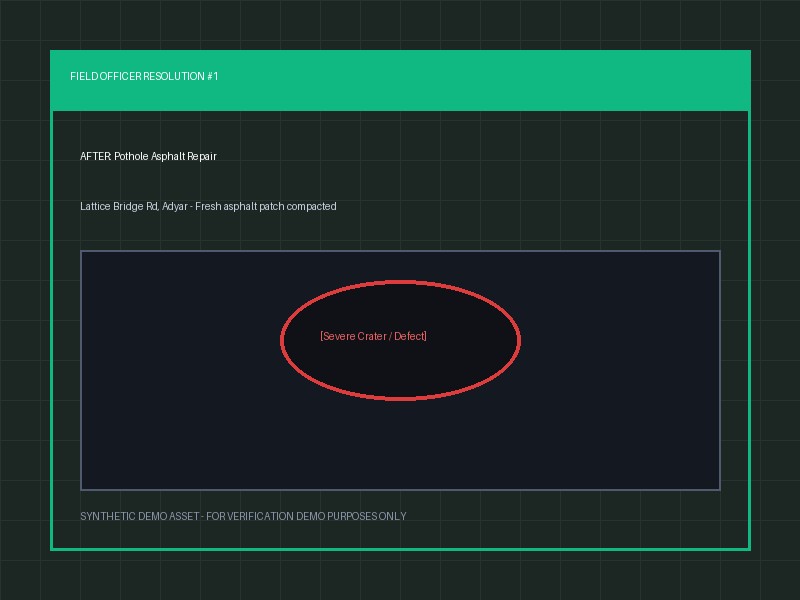 FIELD OFFICER RESOLUTION #1
AFTER: Pothole Asphalt Repair
Lattice Bridge Rd, Adyar - Fresh asphalt patch compacted
[Severe Crater / Defect]
SYNTHETIC DEMO ASSET - FOR VERIFICATION DEMO PURPOSES ONLY